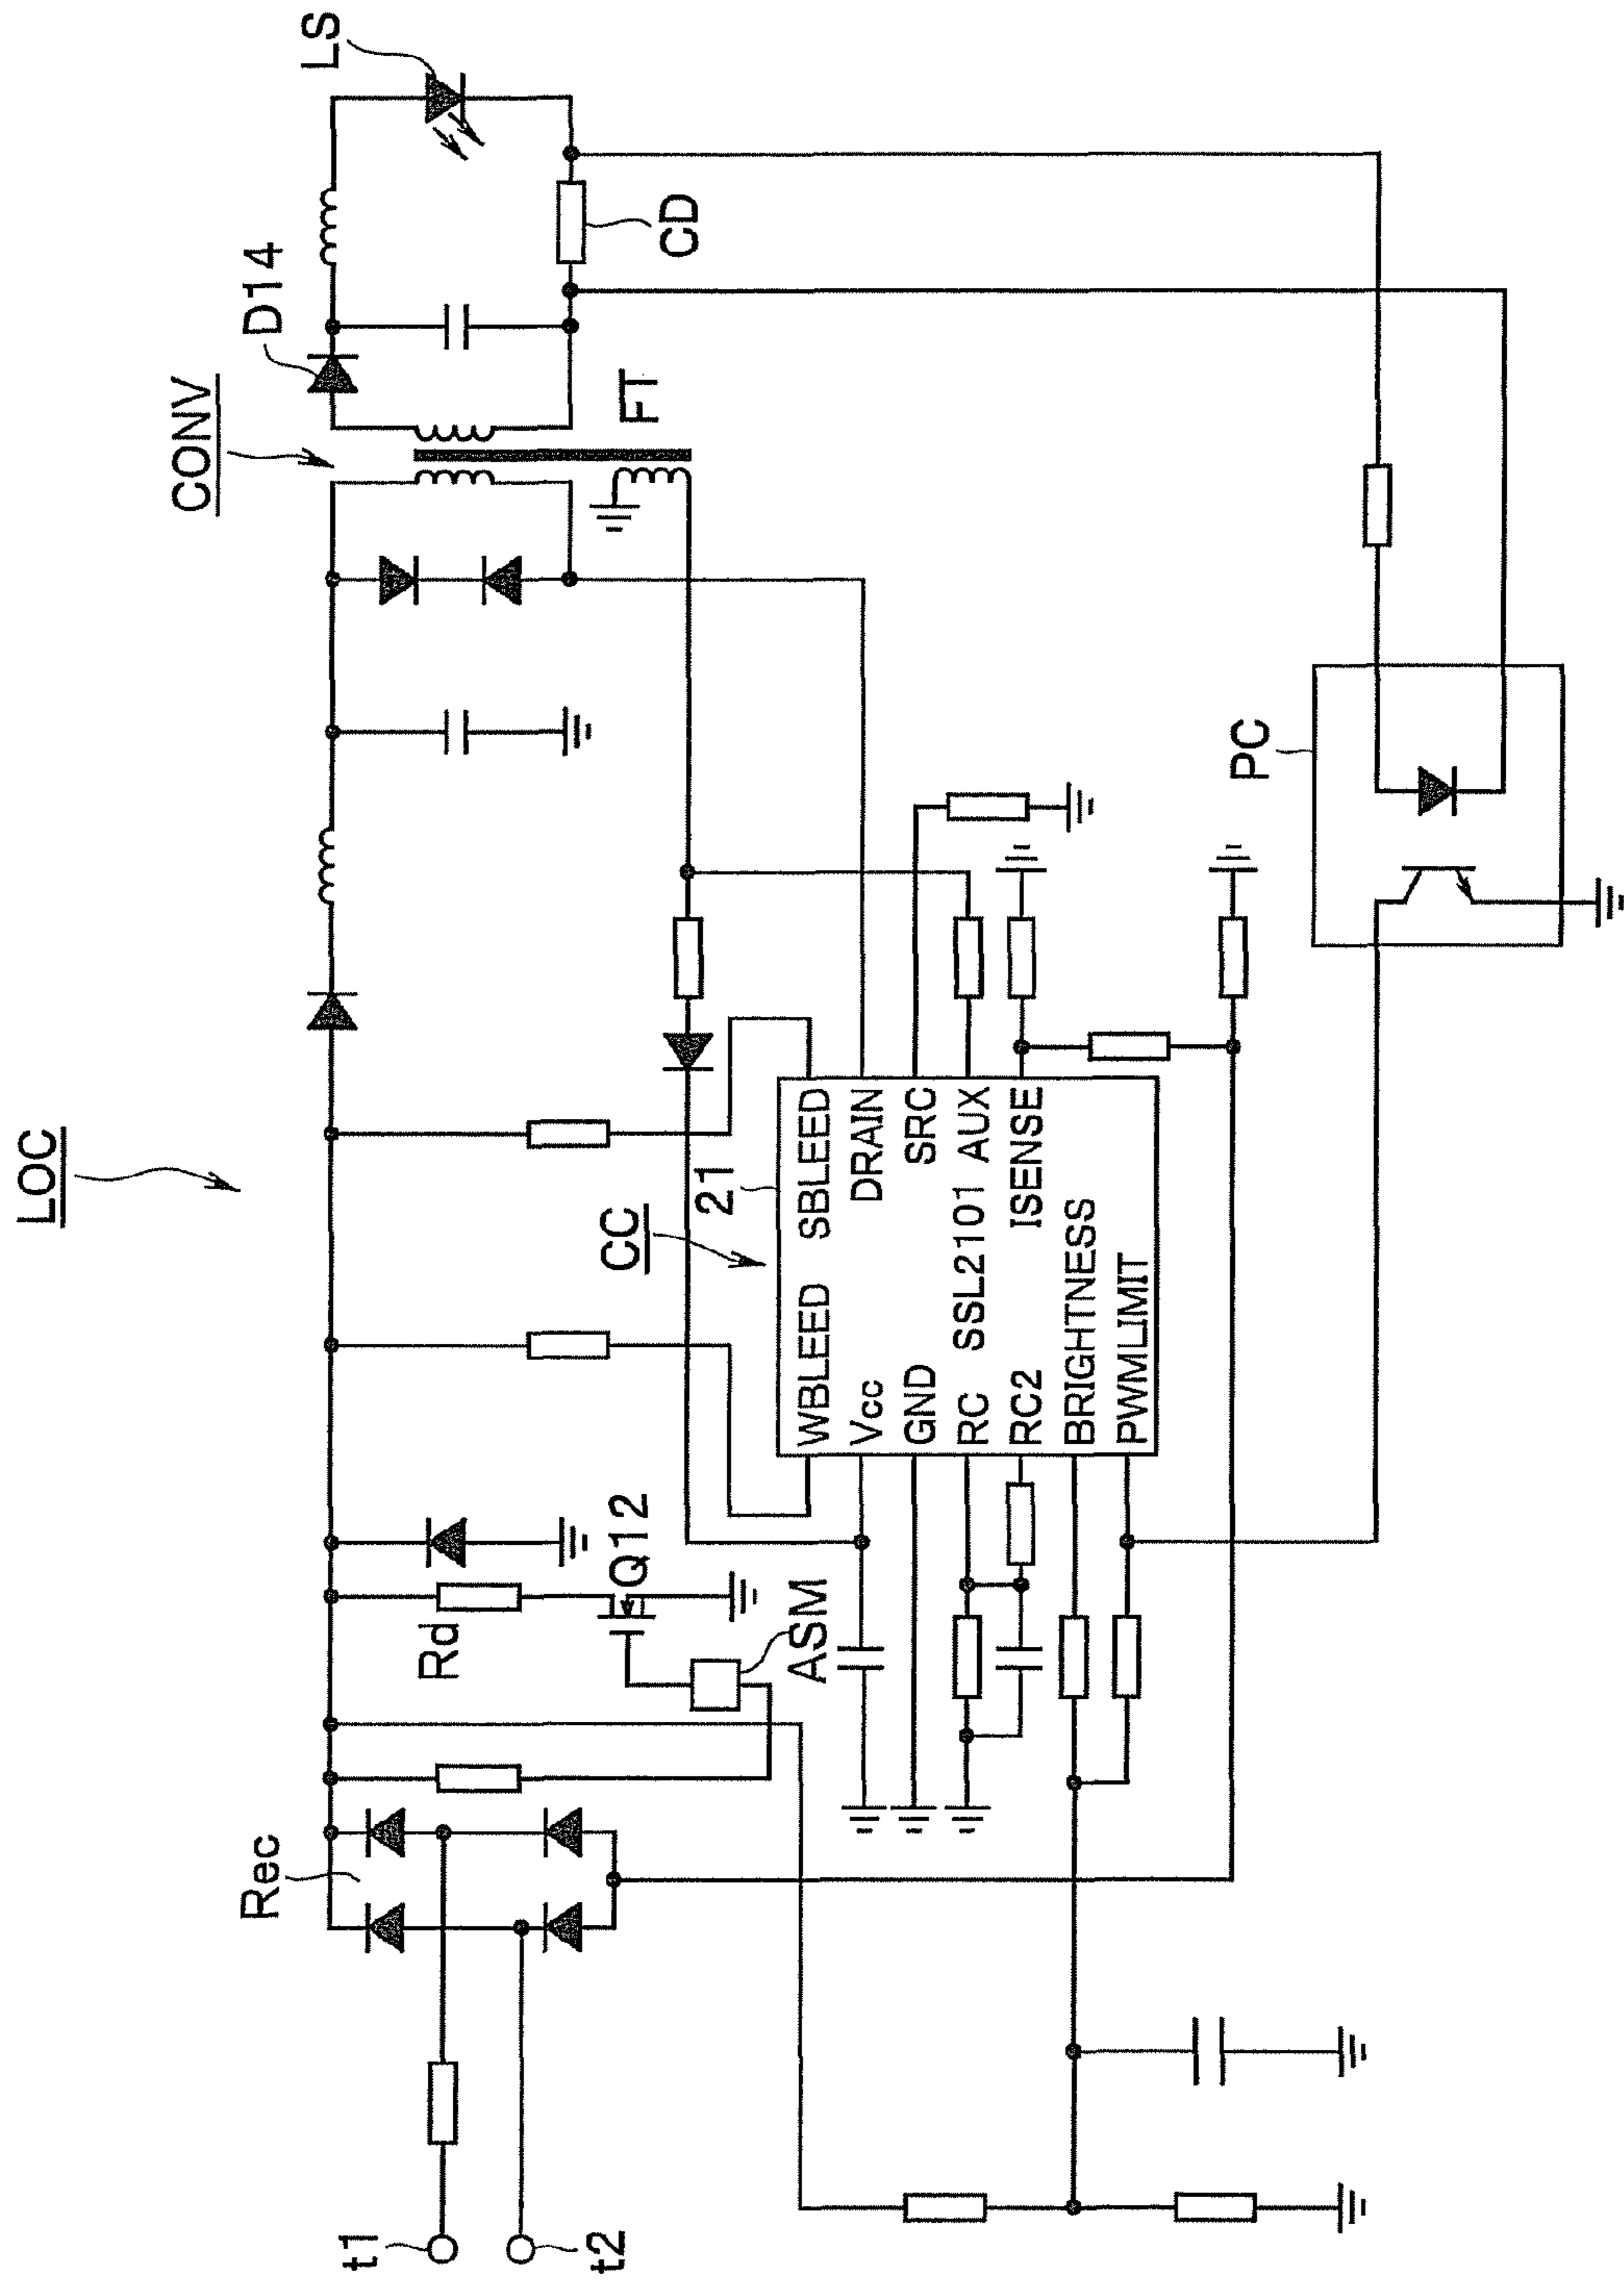 LOC
CONV
D14
LS
CD
FT
Rec
Rd
Q12
ASM
CC
21
WBLEED SBLEED
Vcc DRAIN
GND SRC
RC SSL2101 AUX
RC2 ISENSE
BRIGHTNESS
PWMLIMIT
PC
t1
t2